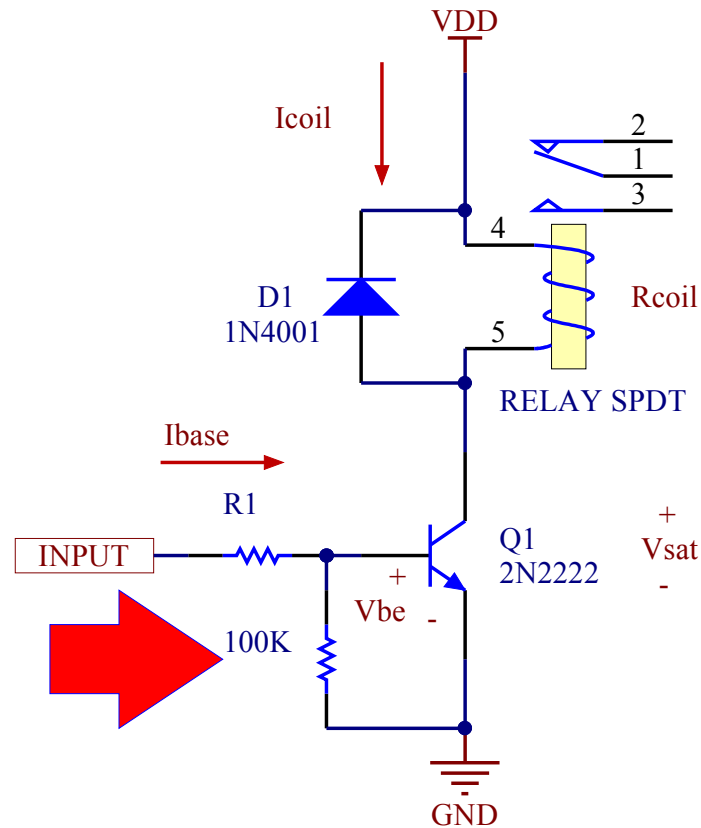 VDD
Icoil
2
1
3
4
D1
1N4001
Rcoil
5
RELAY SPDT
Ibase
R1
INPUT
+
Vbe
-
Q1
2N2222
+
Vsat
-
100K
GND